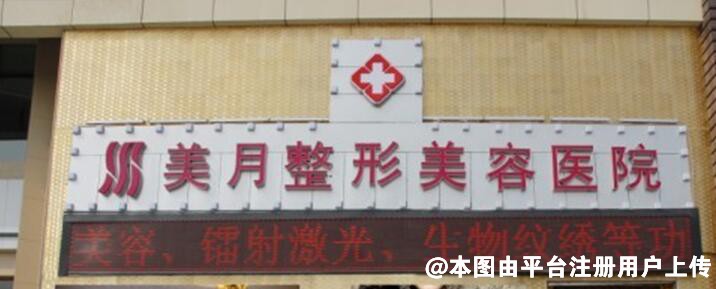 美月整形美容医院
美容、镭射激光、生物纹绣等功
@本图由平台注册用户上传